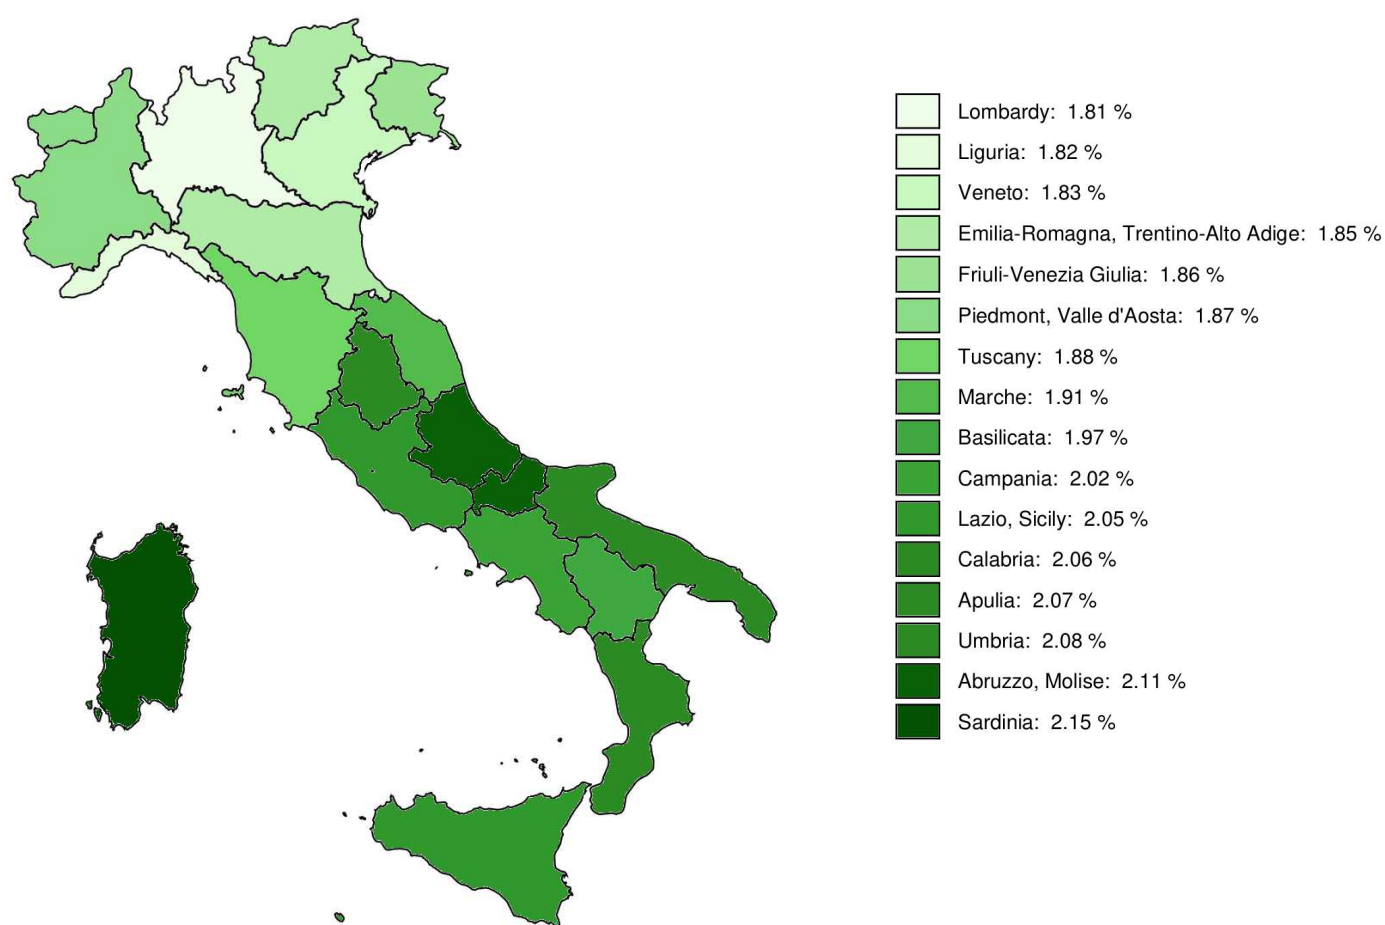 Lombardy: 1.81 %
Liguria: 1.82 %
Veneto: 1.83 %
Emilia-Romagna, Trentino-Alto Adige: 1.85 %
Friuli-Venezia Giulia: 1.86 %
Piedmont, Valle d'Aosta: 1.87 %
Tuscany: 1.88 %
Marche: 1.91 %
Basilicata: 1.97 %
Campania: 2.02 %
Lazio, Sicily: 2.05 %
Calabria: 2.06 %
Apulia: 2.07 %
Umbria: 2.08 %
Abruzzo, Molise: 2.11 %
Sardinia: 2.15 %